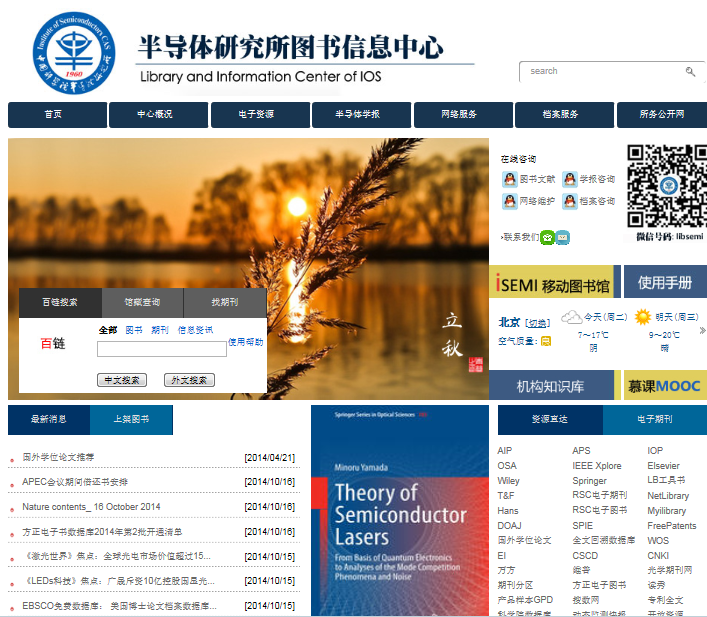 Institute of Semiconductors CAS
1960
半导体研究所图书信息中心
Library and Information Center of IOS
search
首页 中心概况 电子资源 半导体学报 网络服务 档案服务 所务公开网
在线咨询
图书文献 学报咨询
网络维护 档案咨询
联系我们
微信号码: libsemi
iSEMI 移动图书馆 使用手册
百链搜索 馆藏查询 找期刊
百链
全部 图书 期刊 信息资讯
使用帮助
中文搜索 外文搜索
立秋
北京 [切换] 今天(周二) 明天(周三)
空气质量: 7～17℃ 9～20℃
阴 晴
机构知识库 慕课MOOC
最新消息 上架图书
国外学位论文推荐 [2014/04/21]
APEC会议期间借还书安排 [2014/10/16]
Nature contents_ 16 October 2014 [2014/10/16]
方正电子书数据库2014年第2批开通清单 [2014/10/16]
《激光世界》焦点: 全球光电市场价值超过15... [2014/10/15]
《LEDs科技》焦点: 广晟斥资10亿控股国星光... [2014/10/15]
EBSCO免费数据库: 美国博士论文档案数据库... [2014/10/15]
Springer Series in Optical Sciences
Minoru Yamada
Theory of
Semiconductor
Lasers
From Basis of Quantum Electronics
to Analyses of the Mode Competition
Phenomena and Noise
资源直达 电子期刊
AIP APS IOP
OSA IEEE Xplore Elsevier
Wiley Springer LB工具书
T&F RSC电子期刊 NetLibrary
Hans RSC电子图书 Myilibrary
DOAJ SPIE FreePatents
国外学位论文 全文回溯数据库 WOS
EI CSCD CNKI
万方 维普 光学期刊网
期刊分区 方正电子图书 读秀
产品样本GPD 搜数网 专利全文
科学院数据库 动态监测快报 开放资源